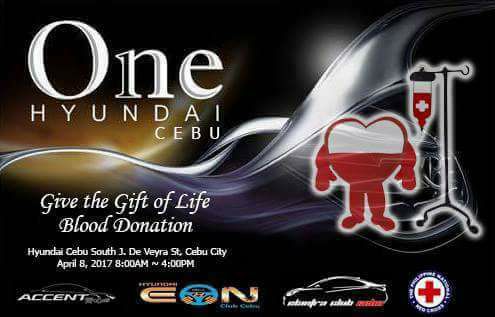 One
HYUNDAI
CEBU
Give the Gift of Life
Blood Donation
Hyundai Cebu South J. De Veyra St, Cebu City
April 8, 2017 8:00AM ~ 4:00PM
ACCENT
HYUNDAI
EON
Club Cebu
elantra club
THE PHILIPPINE NATIONAL
RED CROSS